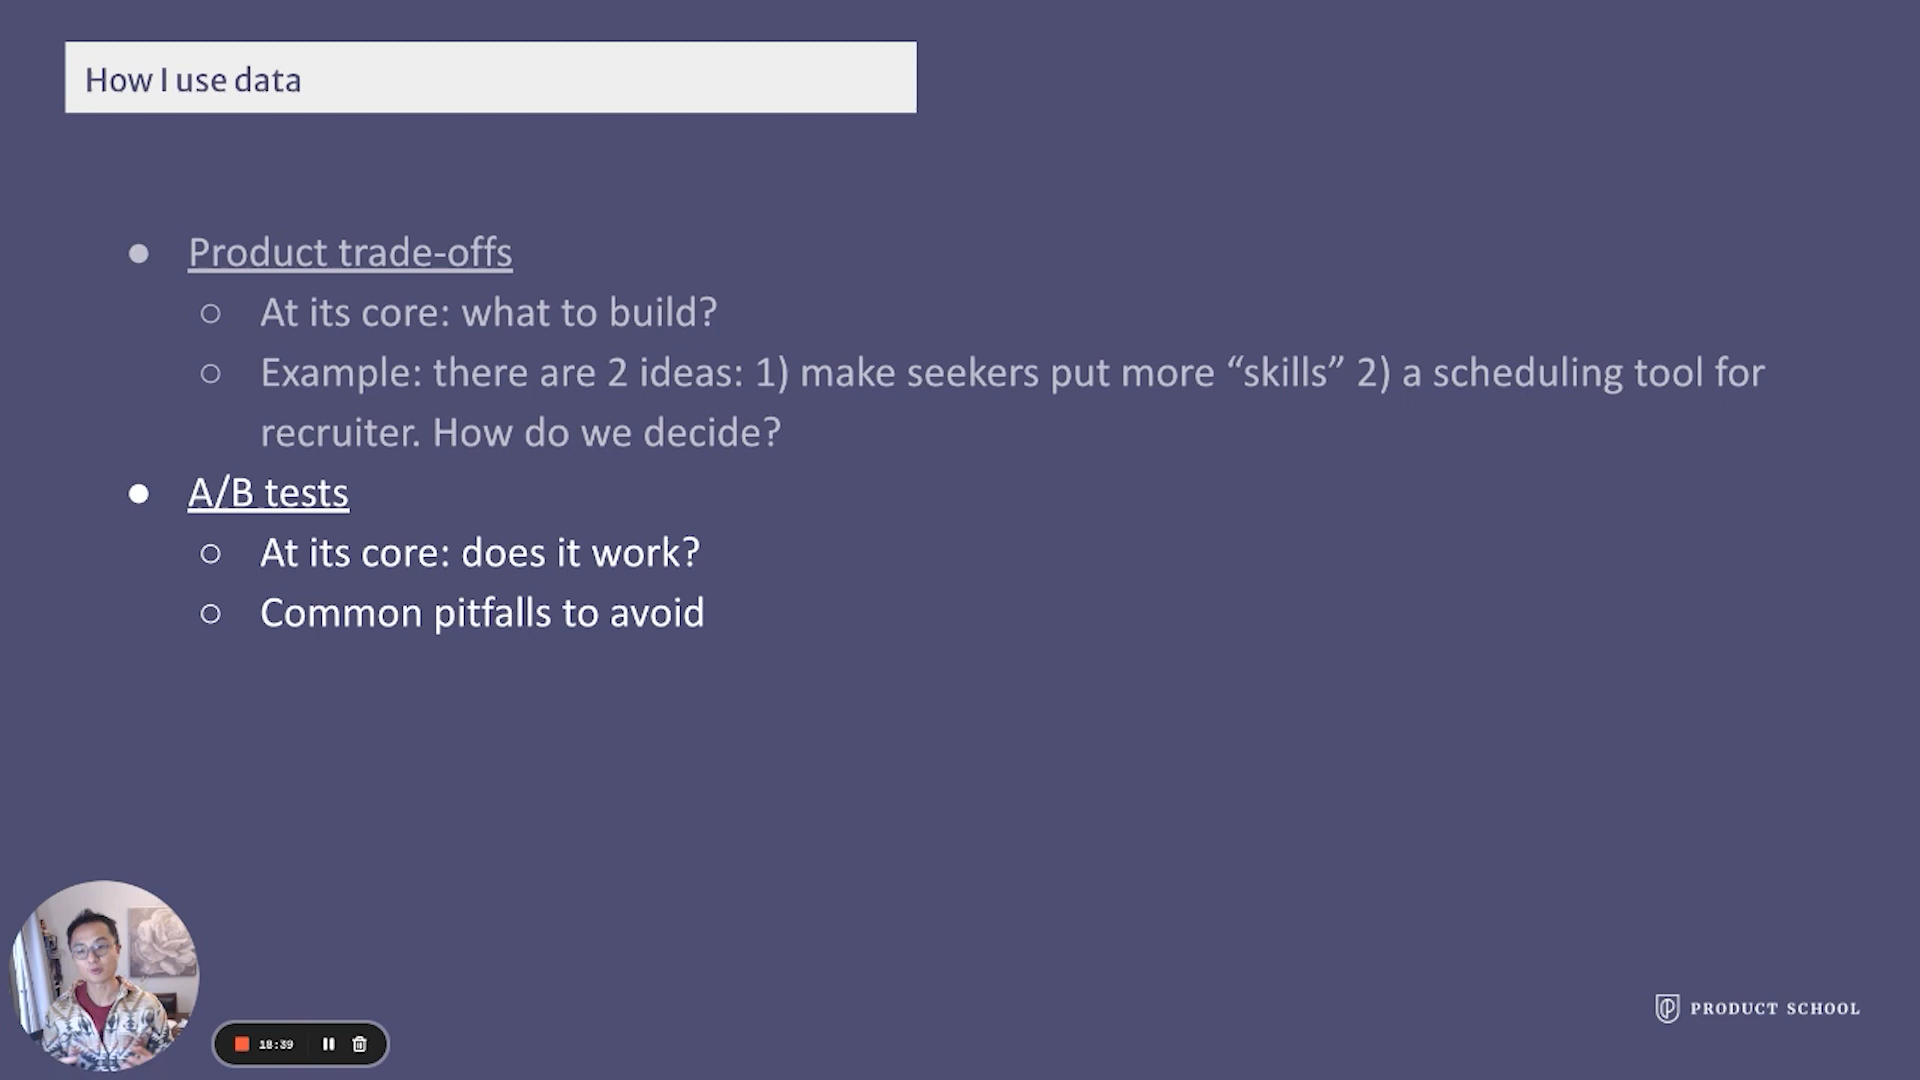 How I use data
● Product trade-offs
○ At its core: what to build?
○ Example: there are 2 ideas: 1) make seekers put more “skills” 2) a scheduling tool for
recruiter. How do we decide?
● A/B tests
○ At its core: does it work?
○ Common pitfalls to avoid
18:39
PRODUCT SCHOOL